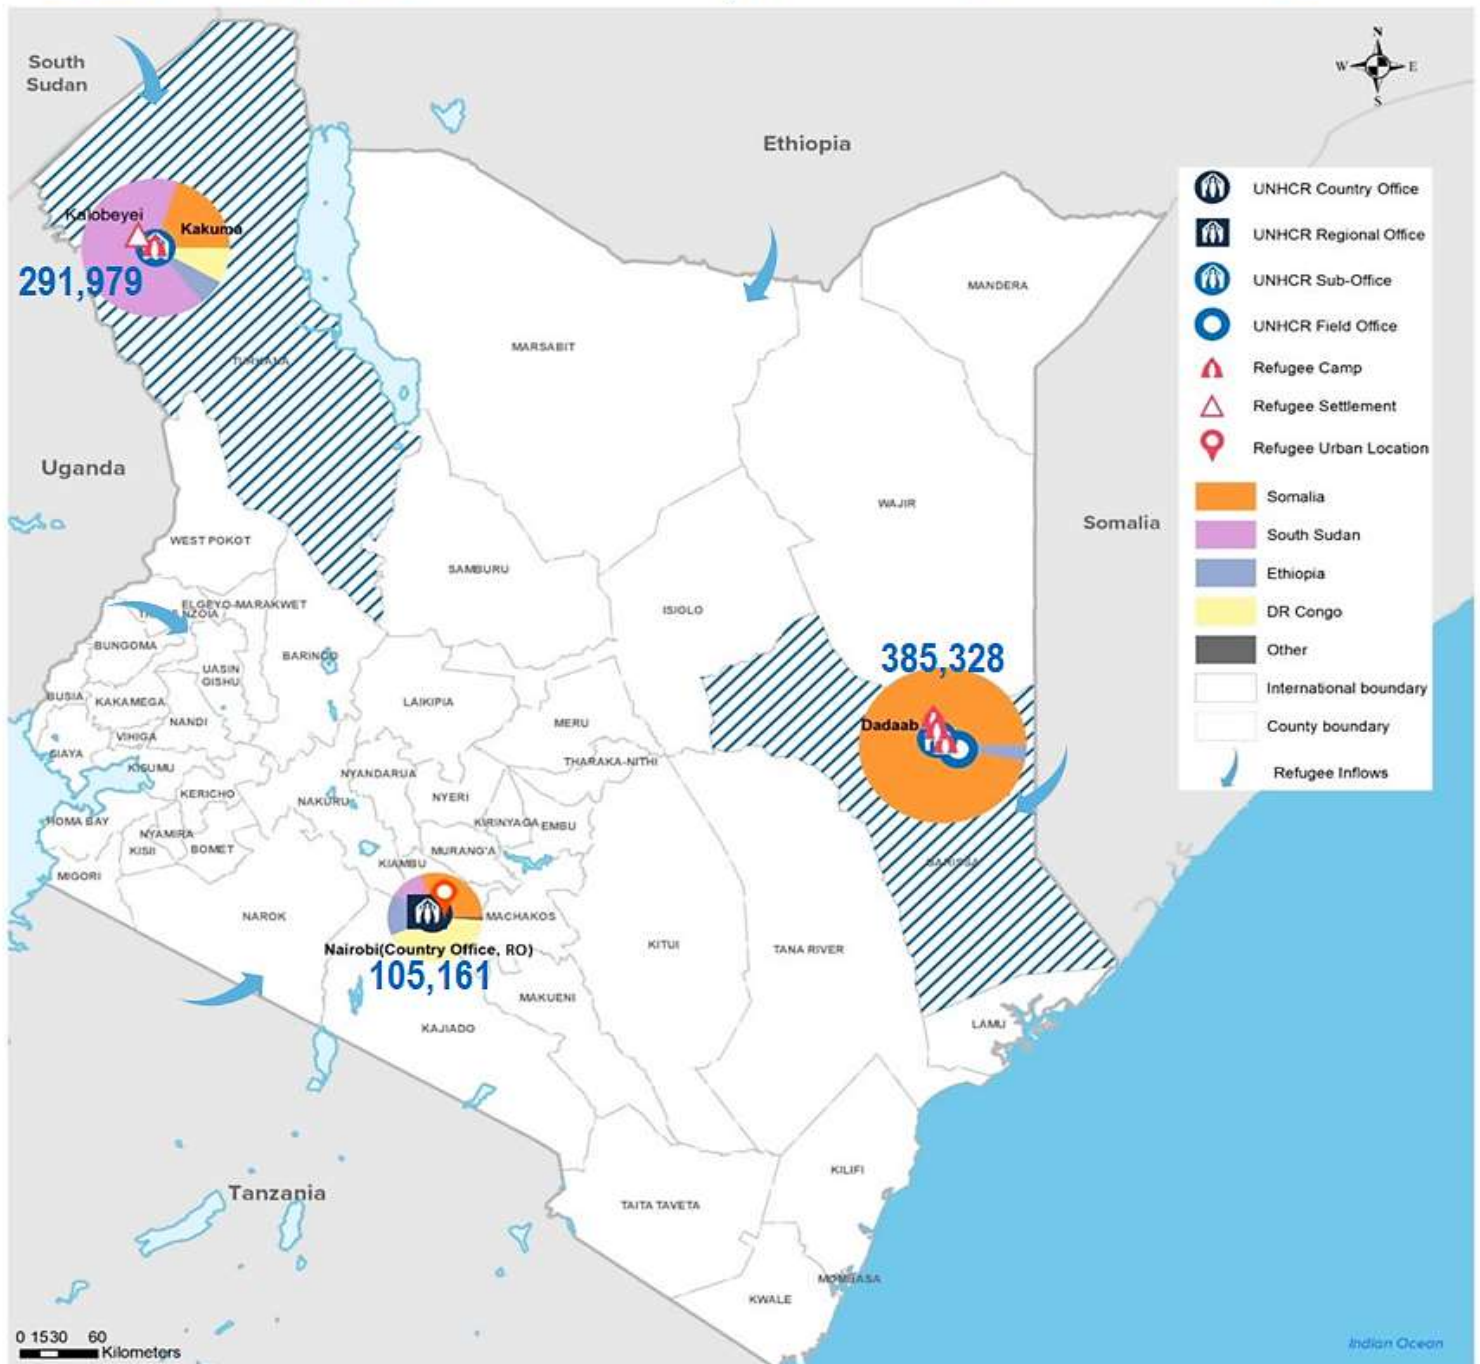 South
Sudan
N
W
E
S
Ethiopia
Kalobeyei
Kakuma
291,979
TURKANA
MARSABIT
MANDERA
Uganda
WEST POKOT
SAMBURU
ISIOLO
WAJIR
Somalia
ELGEYO-MARAKWET
NZOIA
BUNGOMA
UASIN
GISHU
BARINGO
BUSIA
KAKAMEGA
LAIKIPIA
NANDI
MERU
VIHIGA
SIAYA
KISUMU
THARAKA-NITHI
385,328
Dadaab
NYANDARUA
KERICHO
NAKURU
NYERI
HOMA BAY
NYAMIRA
KIRINYAGA
EMBU
KISII
BOMET
MURANG'A
KIAMBU
MIGORI
GARISSA
NAROK
MACHAKOS
Nairobi(Country Office, RO)
105,161
KITUI
TANA RIVER
MAKUENI
KAJIADO
LAMU
Tanzania
TAITA TAVETA
KILIFI
MOMBASA
KWALE
0 1530 60
Kilometers
Indian Ocean
UNHCR Country Office
UNHCR Regional Office
UNHCR Sub-Office
UNHCR Field Office
Refugee Camp
Refugee Settlement
Refugee Urban Location
Somalia
South Sudan
Ethiopia
DR Congo
Other
International boundary
County boundary
Refugee Inflows